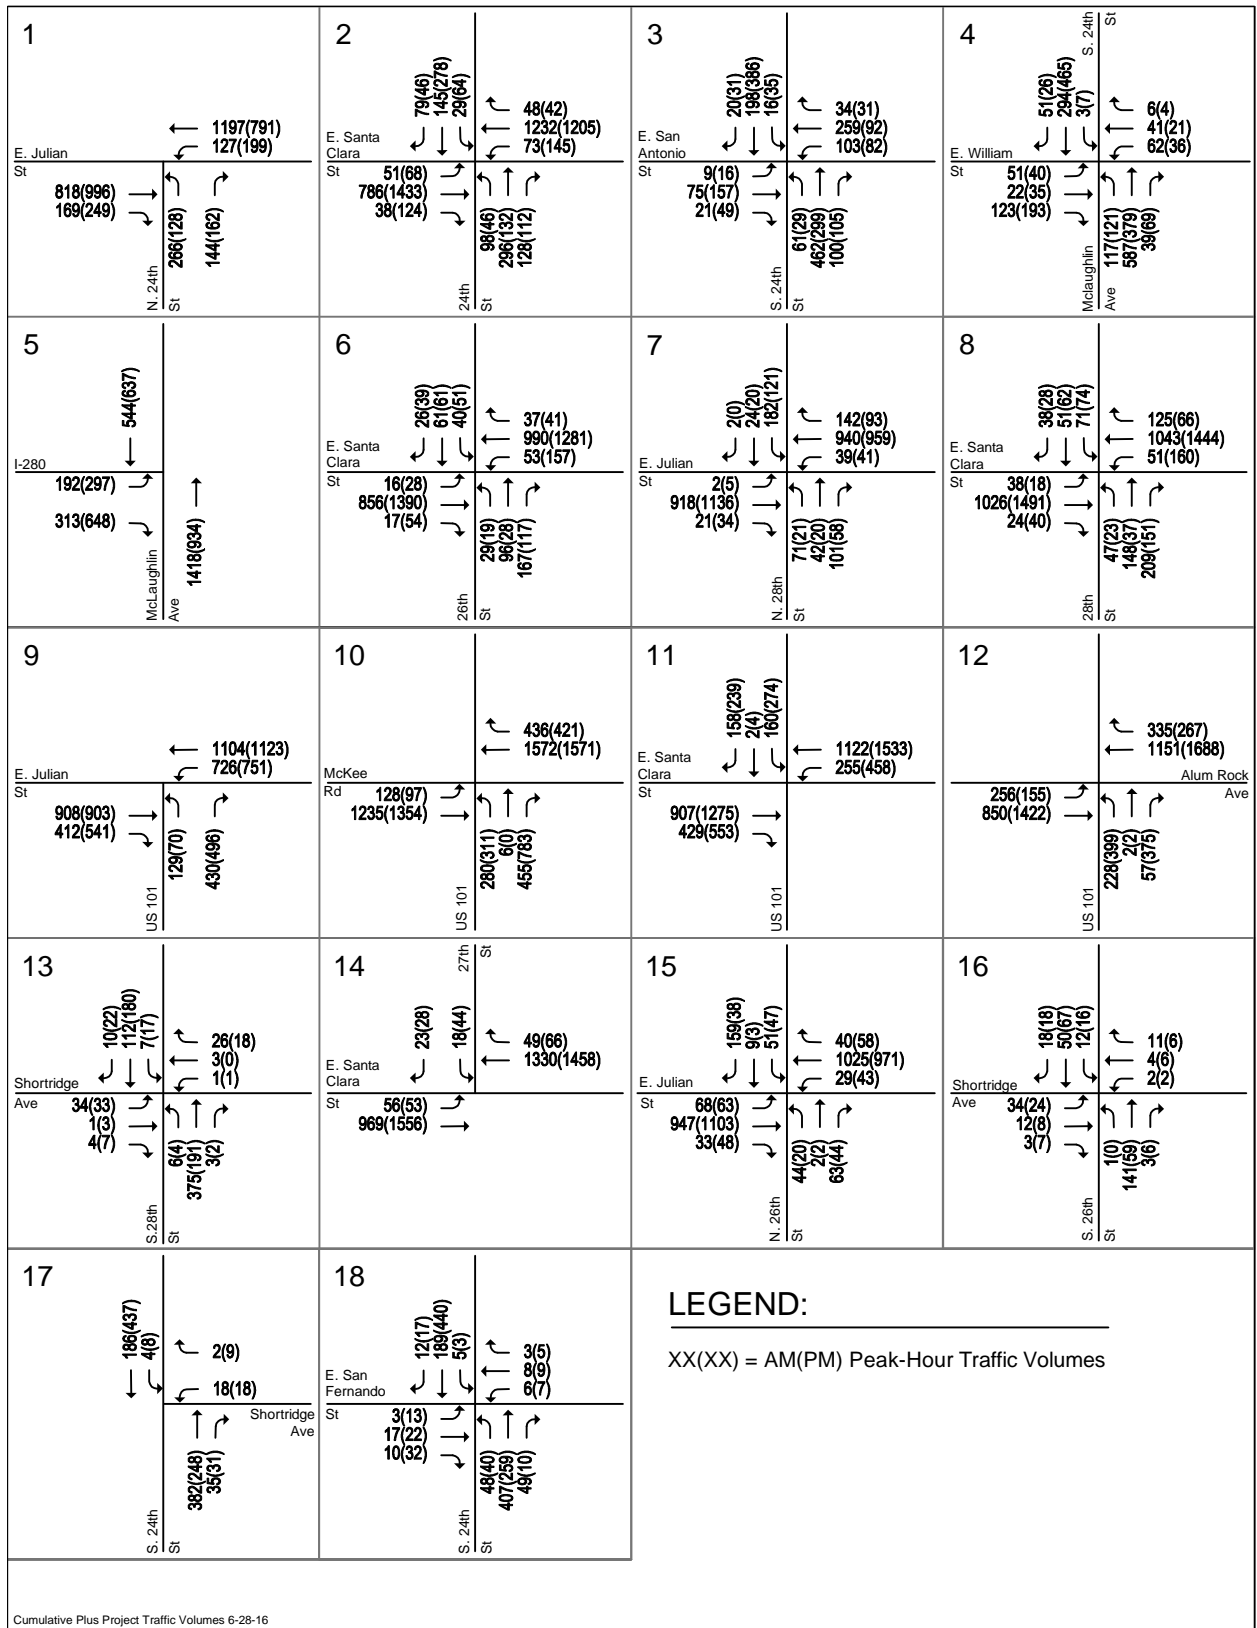 1
1197(791)
127(199)
E. Julian
St
818(996)
169(249)
266(128)
144(162)
N. 24th
St
2
79(46)
145(278)
29(64)
48(42)
1232(1205)
73(145)
E. Santa
Clara
St
51(68)
786(1433)
38(124)
98(46)
296(132)
128(112)
24th
St
3
20(31)
198(386)
16(35)
34(31)
259(92)
103(82)
E. San
Antonio
St
9(16)
75(157)
21(49)
61(29)
462(299)
100(105)
S. 24th
St
4
S. 24th
St
51(26)
294(465)
3(7)
6(4)
41(21)
62(36)
E. William
St
51(40)
22(35)
123(193)
117(121)
587(379)
39(69)
Mclaughlin
Ave
5
544(637)
I-280
192(297)
313(648)
1418(934)
McLaughlin
Ave
6
26(39)
61(61)
40(51)
37(41)
990(1281)
53(157)
E. Santa
Clara
St
16(28)
856(1390)
17(54)
29(19)
96(28)
167(117)
26th
St
7
2(0)
24(20)
182(121)
142(93)
940(959)
39(41)
E. Julian
St
2(5)
918(1136)
21(34)
71(21)
42(20)
101(58)
N. 28th
St
8
38(28)
51(62)
71(74)
125(66)
1043(1444)
51(160)
E. Santa
Clara
St
38(18)
1026(1491)
24(40)
47(23)
148(37)
209(151)
28th
St
9
1104(1123)
726(751)
E. Julian
St
908(903)
412(541)
129(70)
430(496)
US 101
10
436(421)
1572(1571)
McKee
Rd
128(97)
1235(1354)
280(311)
6(0)
455(783)
US 101
11
158(239)
2(4)
160(274)
1122(1533)
255(458)
E. Santa
Clara
St
907(1275)
429(553)
US 101
12
335(267)
1151(1688)
Alum Rock
Ave
256(155)
850(1422)
228(399)
2(2)
57(375)
US 101
13
10(22)
112(180)
7(17)
26(18)
3(0)
1(1)
Shortridge
Ave
34(33)
1(3)
4(7)
6(4)
375(191)
3(2)
S.28th
St
14
27th
St
23(28)
18(44)
49(66)
1330(1458)
E. Santa
Clara
St
56(53)
969(1556)
15
159(38)
9(3)
51(47)
40(58)
1025(971)
29(43)
E. Julian
St
68(63)
947(1103)
33(48)
44(20)
2(2)
63(44)
N. 26th
St
16
18(18)
50(67)
12(16)
11(6)
4(6)
2(2)
Shortridge
Ave
34(24)
12(8)
3(7)
1(0)
141(59)
3(6)
S. 26th
St
17
186(437)
4(8)
2(9)
18(18)
Shortridge
Ave
382(248)
35(31)
S. 24th
St
18
12(17)
189(440)
5(3)
3(5)
8(9)
6(7)
E. San
Fernando
St
3(13)
17(22)
10(32)
48(40)
407(259)
49(10)
S. 24th
St
LEGEND:
XX(XX) = AM(PM) Peak-Hour Traffic Volumes
Cumulative Plus Project Traffic Volumes 6-28-16